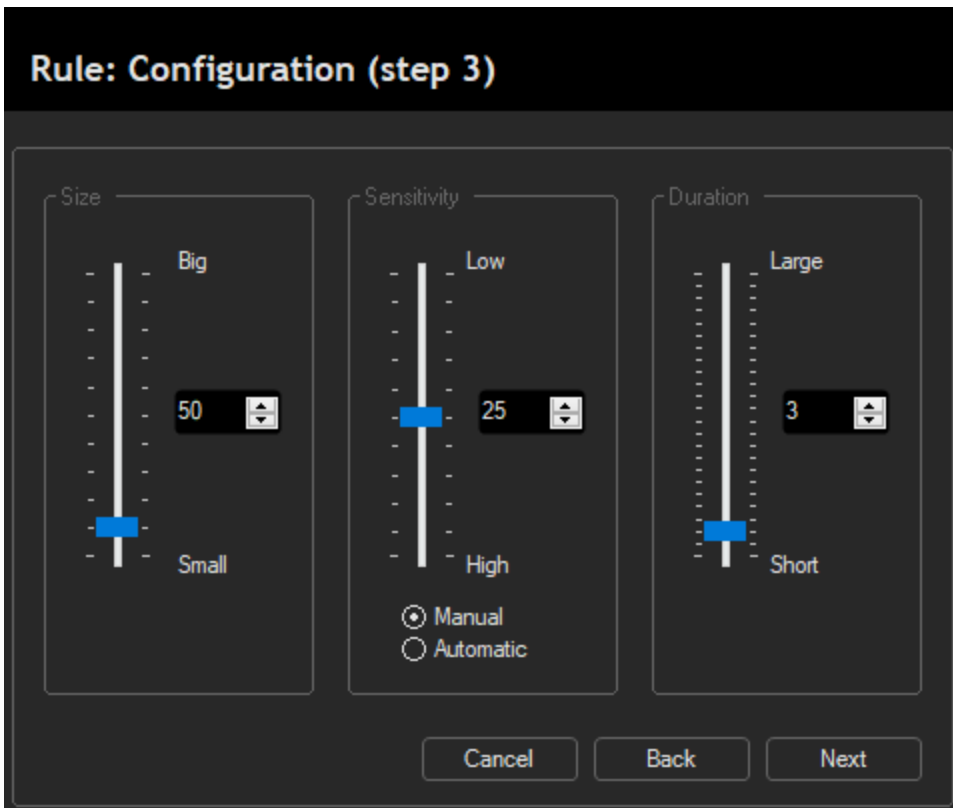 Rule: Configuration (step 3)
Size
Big
50
Small
Sensitivity
Low
25
High
Manual
Automatic
Duration
Large
3
Short
Cancel
Back
Next